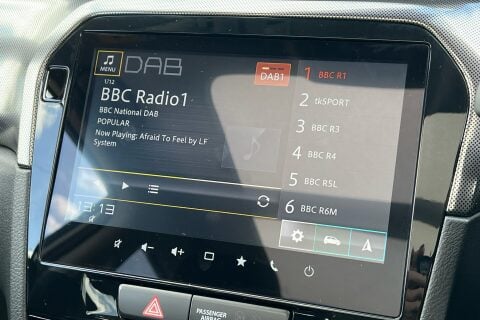 MENU
DAB
DAB1
1/12
BBC Radio1
BBC National DAB
POPULAR
Now Playing: Afraid To Feel by LF
System
13:13
1 BBC R1
2 tkSPORT
3 BBC R3
4 BBC R4
5 BBC R5L
6 BBC R6M
PASSENGER
AIRBAG